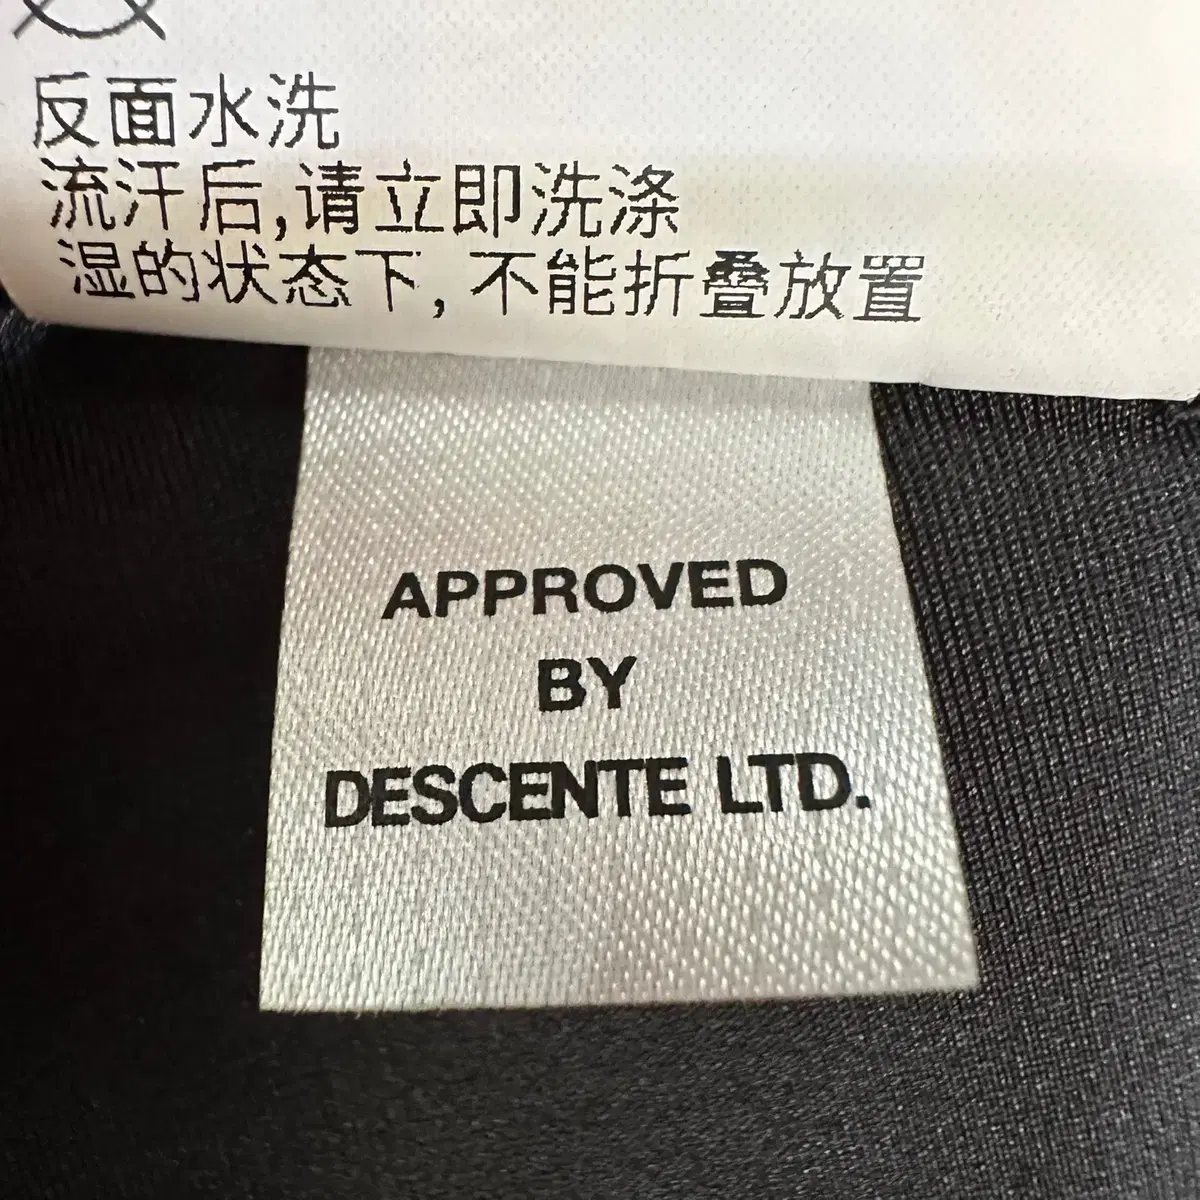 反面水洗
流汗后,请立即洗涤
湿的状态下,不能折叠放置
APPROVED
BY
DESCENTE LTD.